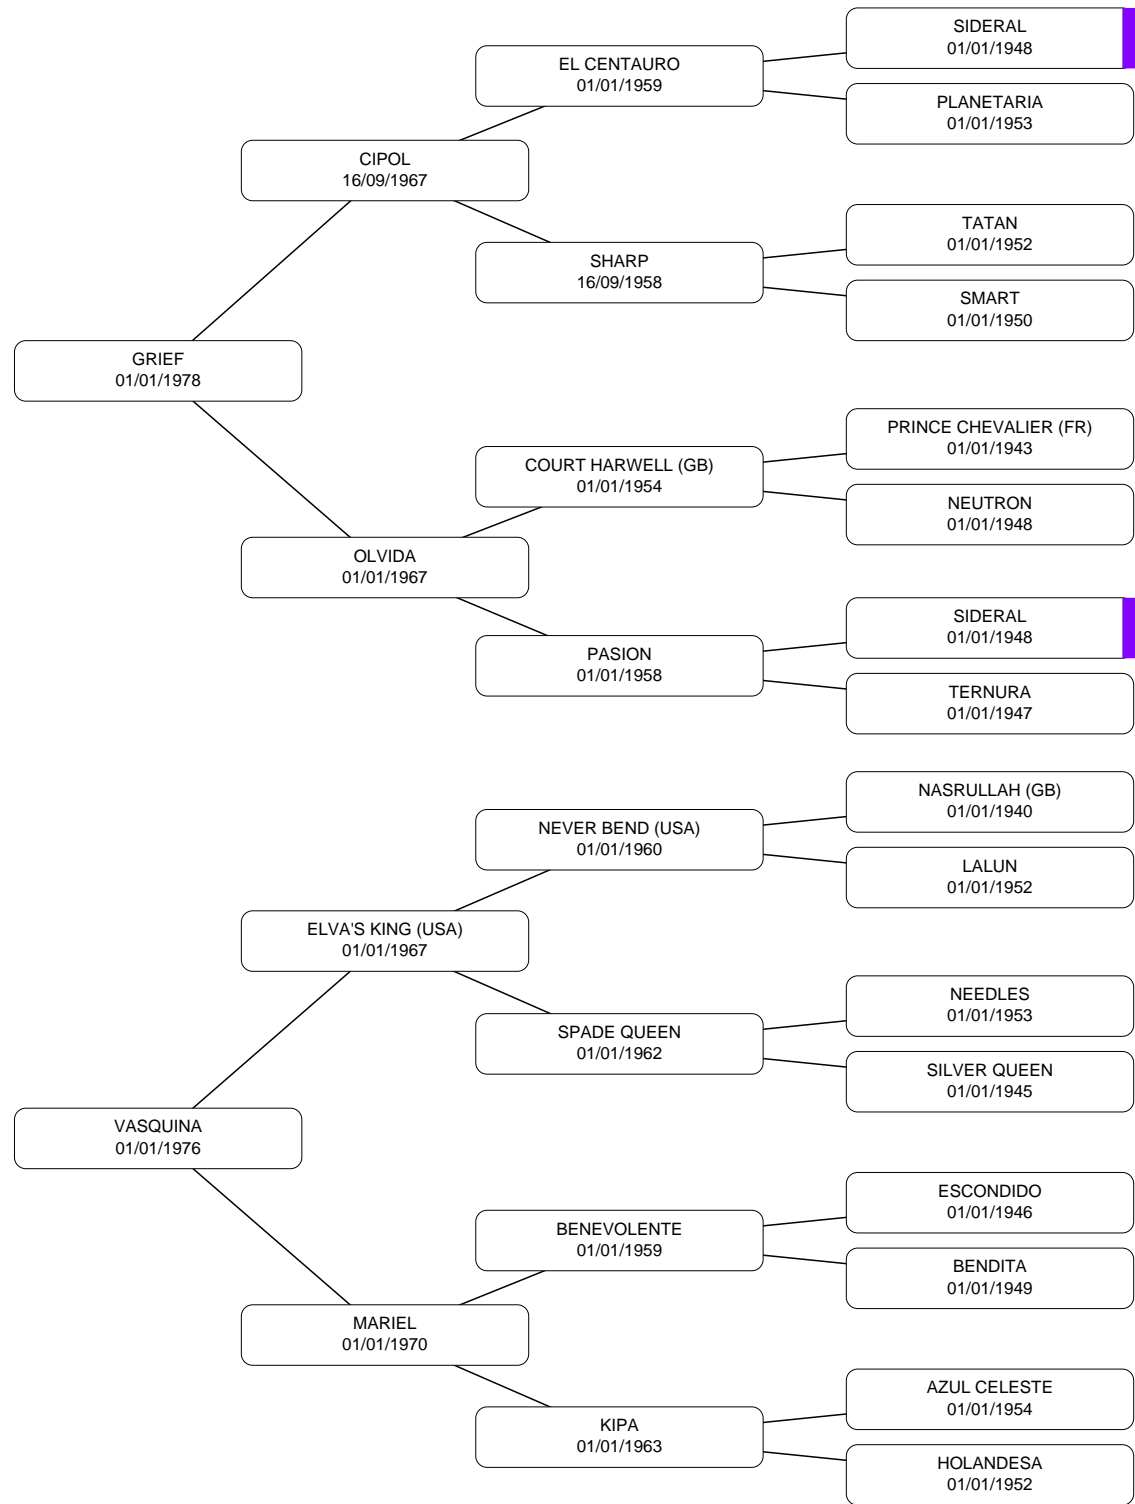 SIDERAL
01/01/1948
EL CENTAURO
01/01/1959
PLANETARIA
01/01/1953
CIPOL
16/09/1967
TATAN
01/01/1952
SHARP
16/09/1958
SMART
01/01/1950
GRIEF
01/01/1978
PRINCE CHEVALIER (FR)
01/01/1943
COURT HARWELL (GB)
01/01/1954
NEUTRON
01/01/1948
OLVIDA
01/01/1967
SIDERAL
01/01/1948
PASION
01/01/1958
TERNURA
01/01/1947
NASRULLAH (GB)
01/01/1940
NEVER BEND (USA)
01/01/1960
LALUN
01/01/1952
ELVA'S KING (USA)
01/01/1967
NEEDLES
01/01/1953
SPADE QUEEN
01/01/1962
SILVER QUEEN
01/01/1945
VASQUINA
01/01/1976
ESCONDIDO
01/01/1946
BENEVOLENTE
01/01/1959
BENDITA
01/01/1949
MARIEL
01/01/1970
AZUL CELESTE
01/01/1954
KIPA
01/01/1963
HOLANDESA
01/01/1952